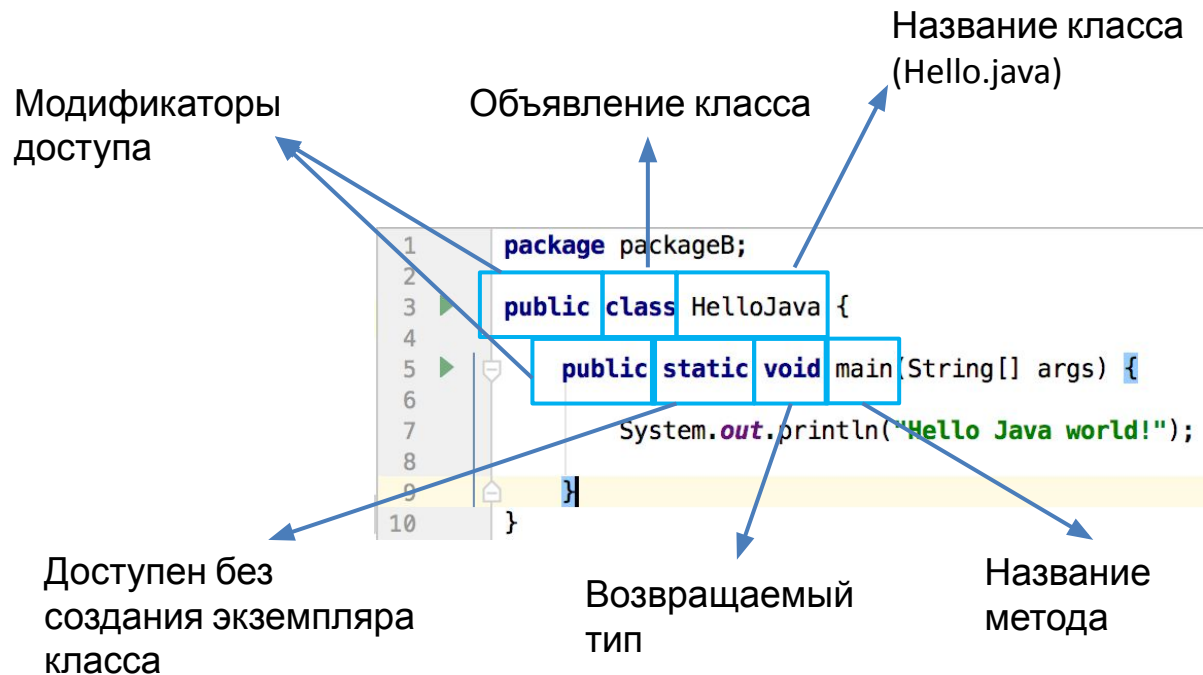 Название класса
(Hello.java)
Модификаторы
доступа
Объявление класса
1 package packageB;
2
3 public class HelloJava {
4
5 public static void main(String[] args) {
6
7 System.out.println("Hello Java world!");
8
9 }
10 }
Доступен без
создания экземпляра
класса
Возвращаемый
тип
Название
метода